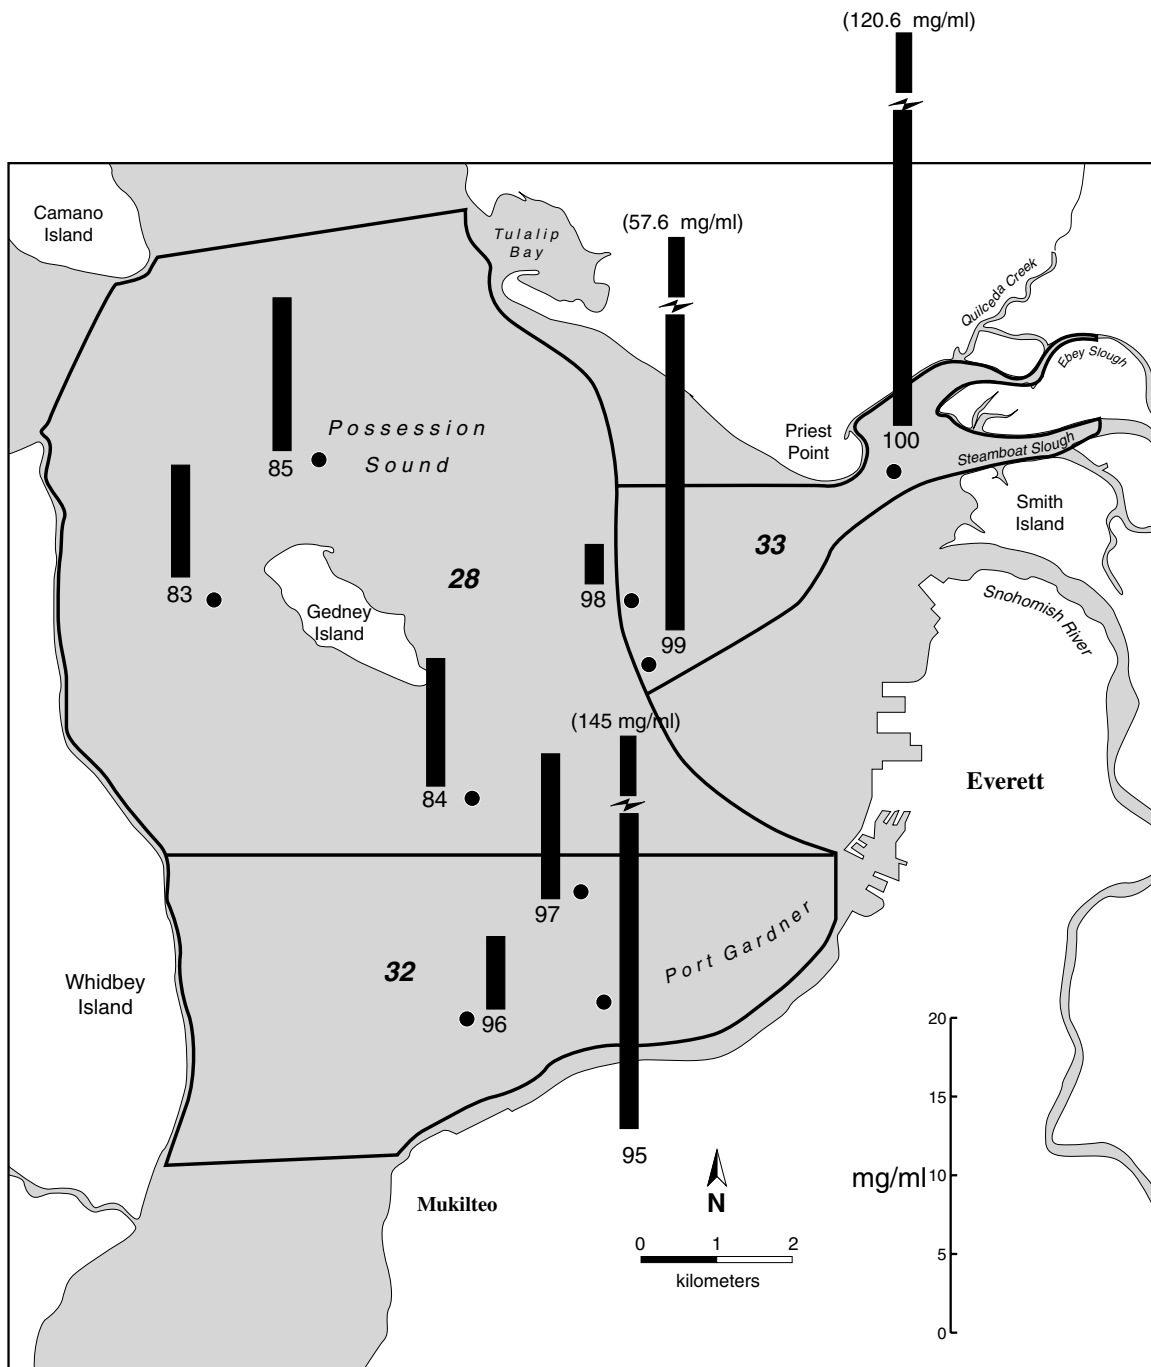 (120.6 mg/ml)
Camano
Island
Tulalip
Bay
(57.6 mg/ml)
Quilceda Creek
Ebey Slough
Possession
Sound
85
Priest
Point
100
Steamboat Slough
Smith
Island
83
28
33
98
Gedney
Island
Snohomish River
99
(145 mg/ml)
84
Everett
97
Port Gardner
32
Whidbey
Island
96
20
15
95
mg/ml
10
N
Mukilteo
0 1 2
kilometers
5
0